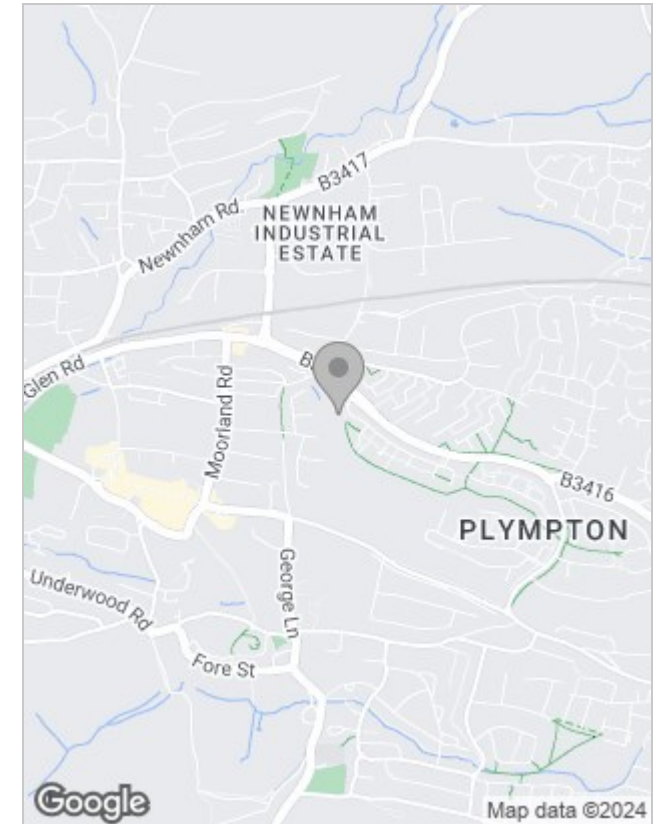 B3417
Newnham Rd.
NEWNHAM
INDUSTRIAL
ESTATE
Glen Rd
Moorland Rd
B3416
PLYMPTON
George Ln
Underwood Rd
Fore St
Google
Map data ©2024